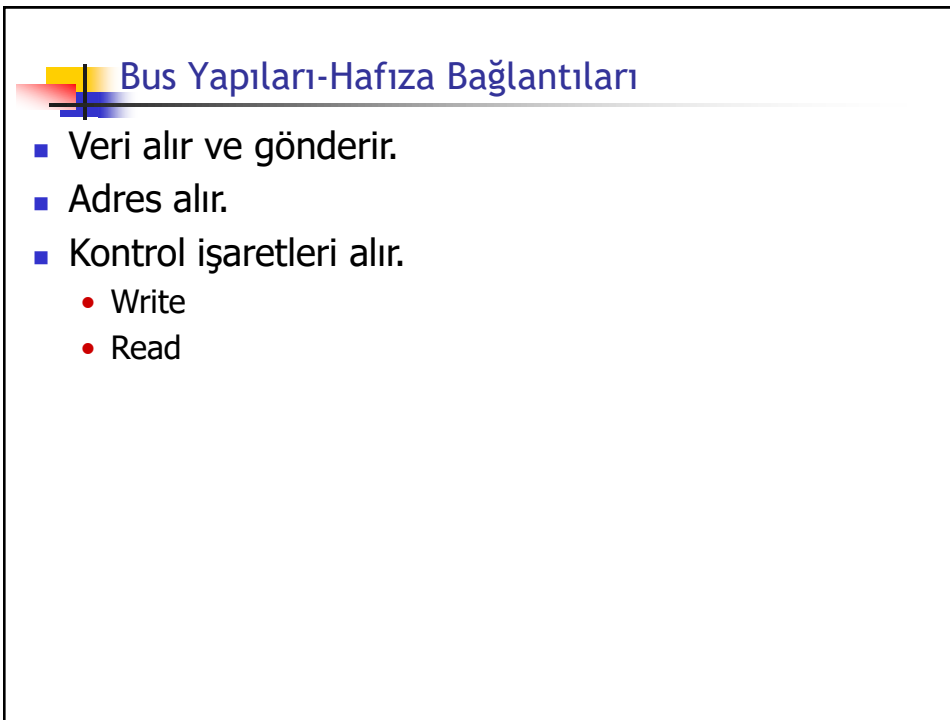 Bus Yapıları-Hafıza Bağlantıları
Veri alır ve gönderir.
Adres alır.
Kontrol işaretleri alır.
Write
Read